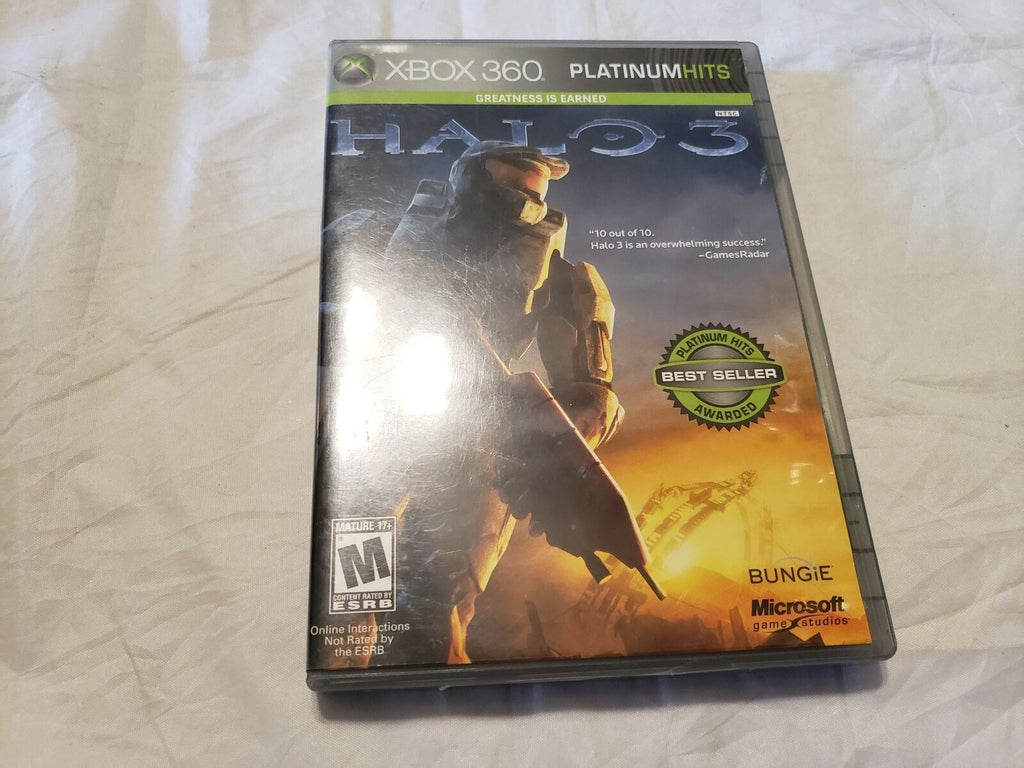 XBOX 360. PLATINUMHITS
GREATNESS IS EARNED
NTSC
HALO 3
“10 out of 10.
Halo 3 is an overwhelming success.”
–GamesRadar
PLATINUM HITS
BEST SELLER
AWARDED
MATURE 17+
M
CONTENT RATED BY
ESRB
Online Interactions
Not Rated by
the ESRB
BUNGiE
Microsoft
game studios